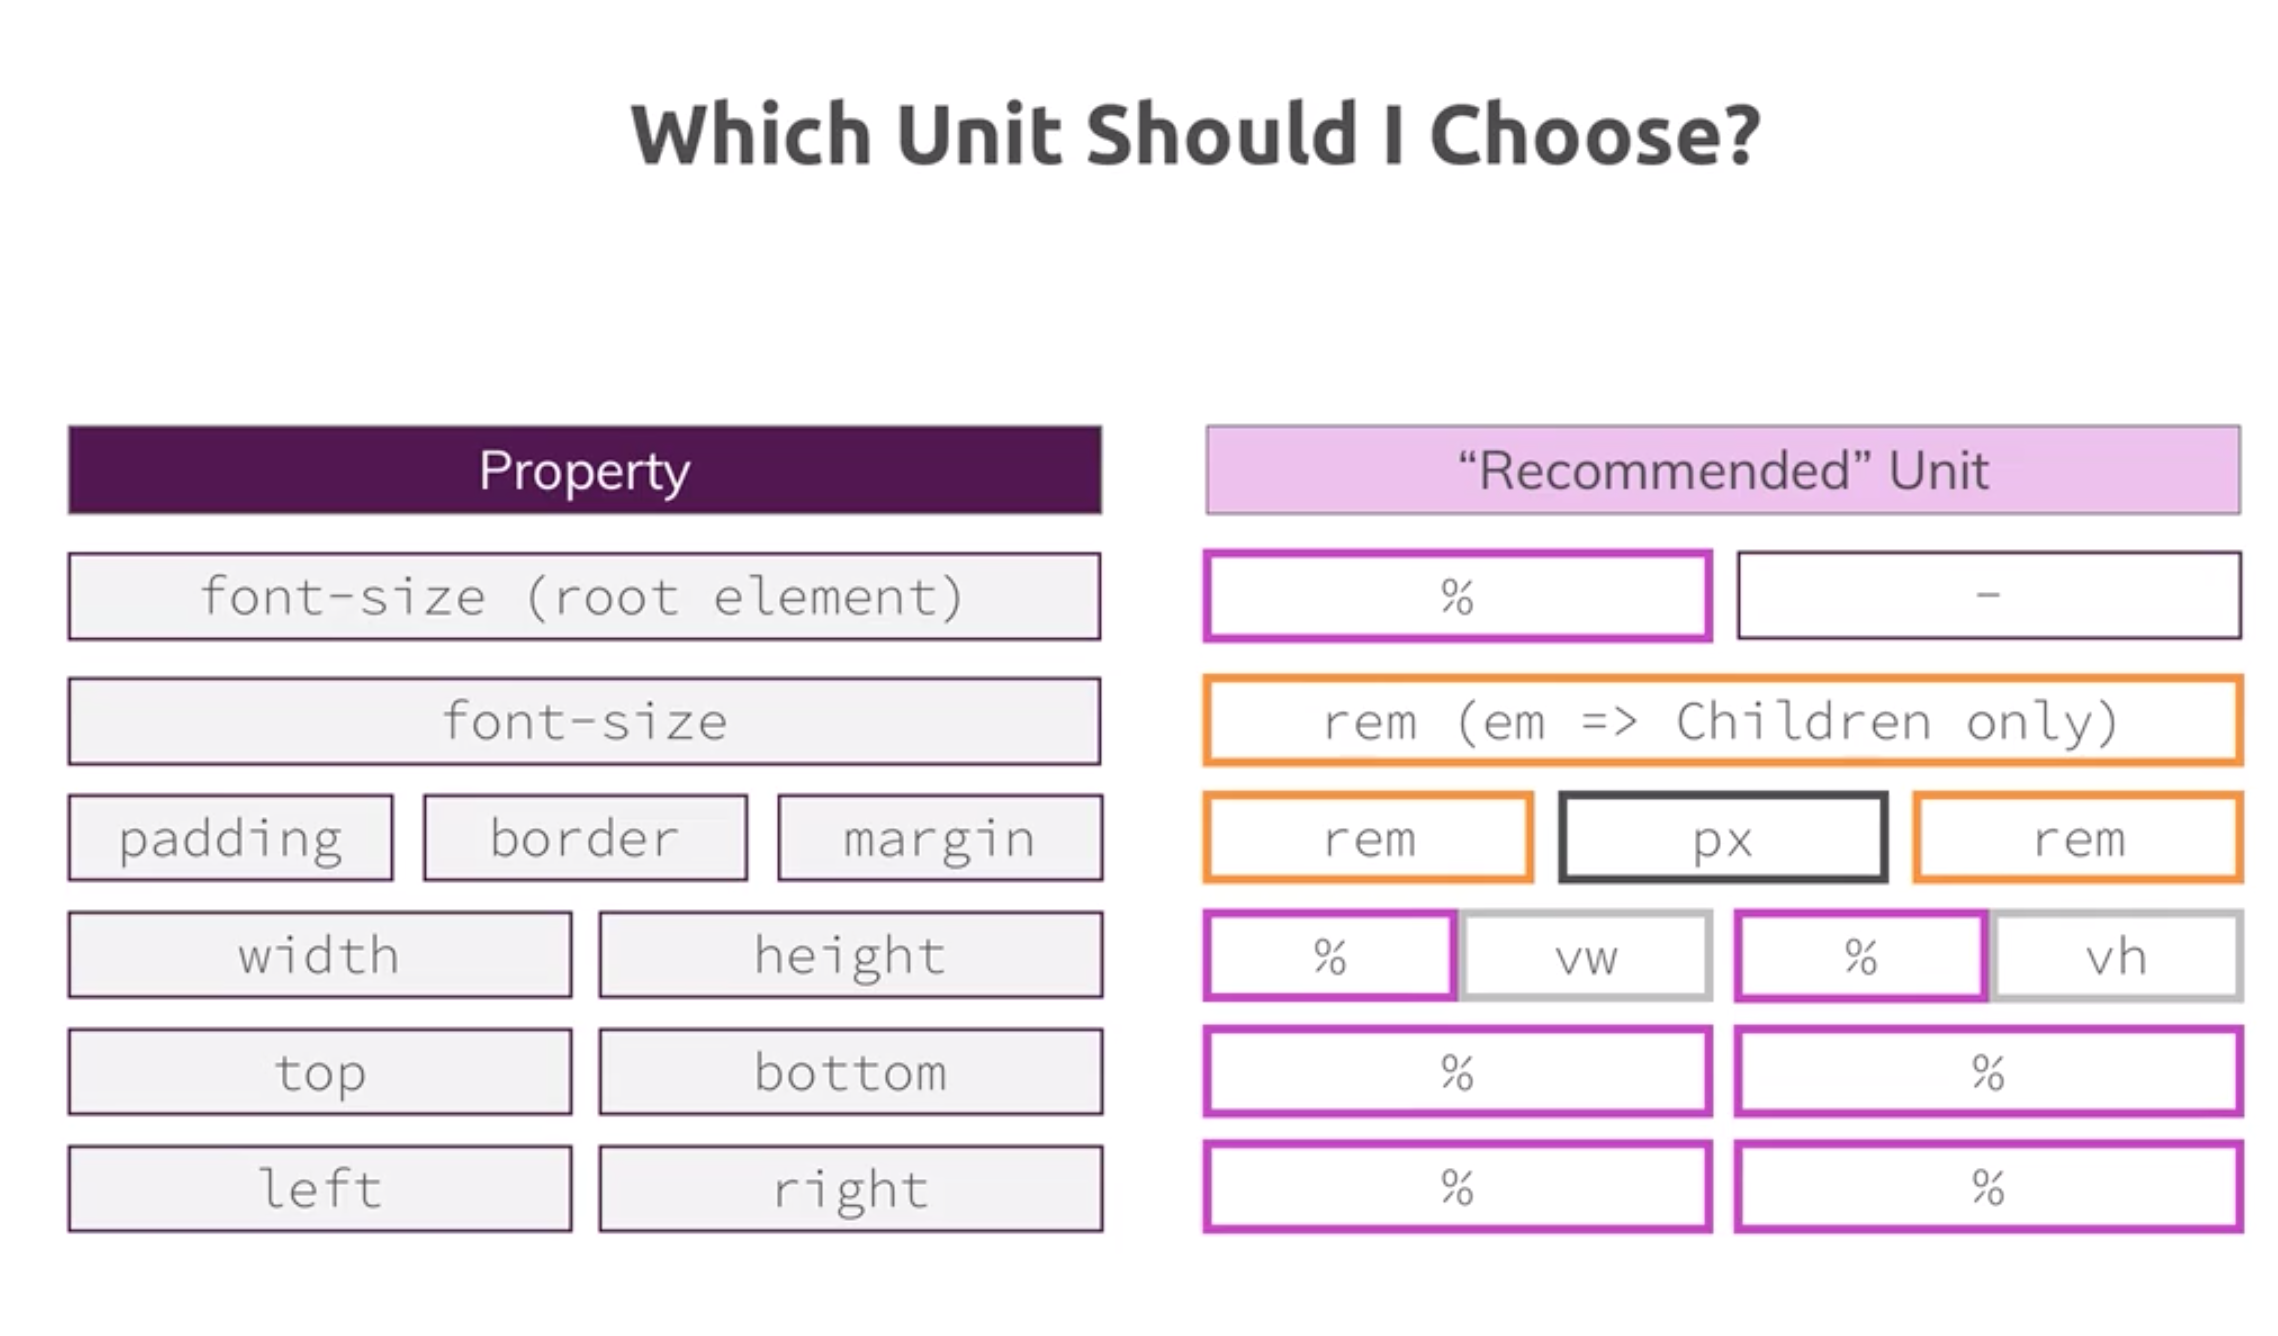 Which Unit Should I Choose?
Property “Recommended” Unit
font-size (root element) % –
font-size rem (em => Children only)
padding border margin rem px rem
width height % vw % vh
top bottom % %
left right % %